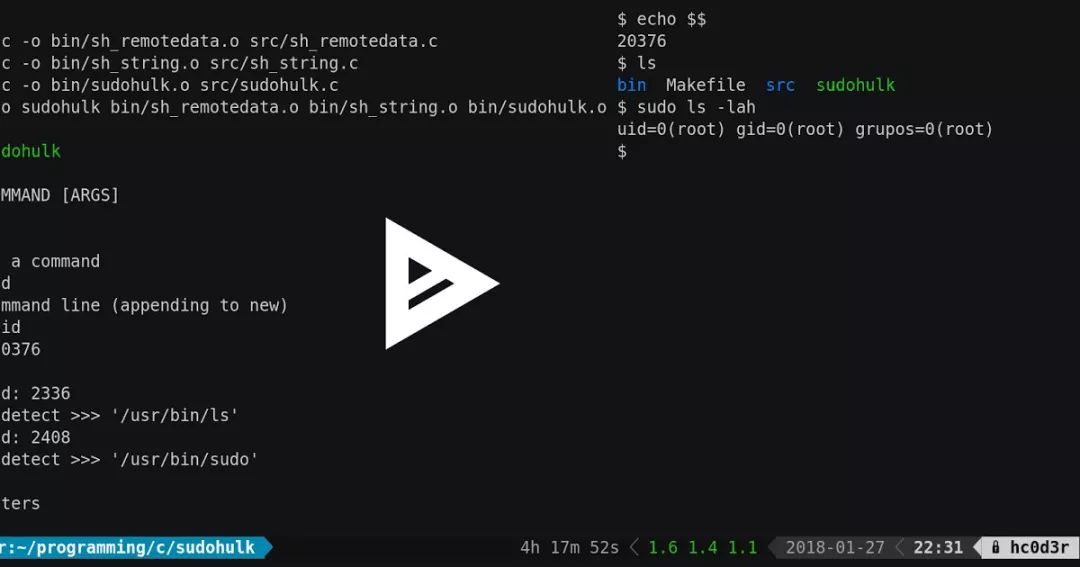 c -o bin/sh_remotedata.o src/sh_remotedata.c
c -o bin/sh_string.o src/sh_string.c
c -o bin/sudohulk.o src/sudohulk.c
o sudohulk bin/sh_remotedata.o bin/sh_string.o bin/sudohulk.o
dohulk
MMAND [ARGS]
a command
d
mmand line (appending to new)
id
0376
d: 2336
detect >>> '/usr/bin/ls'
d: 2408
detect >>> '/usr/bin/sudo'
ters
$ echo $$
20376
$ ls
bin Makefile src sudohulk
$ sudo ls -lah
uid=0(root) gid=0(root) grupos=0(root)
$
r:~/programming/c/sudohulk 4h 17m 52s 1.6 1.4 1.1 2018-01-27 22:31 hc0d3r